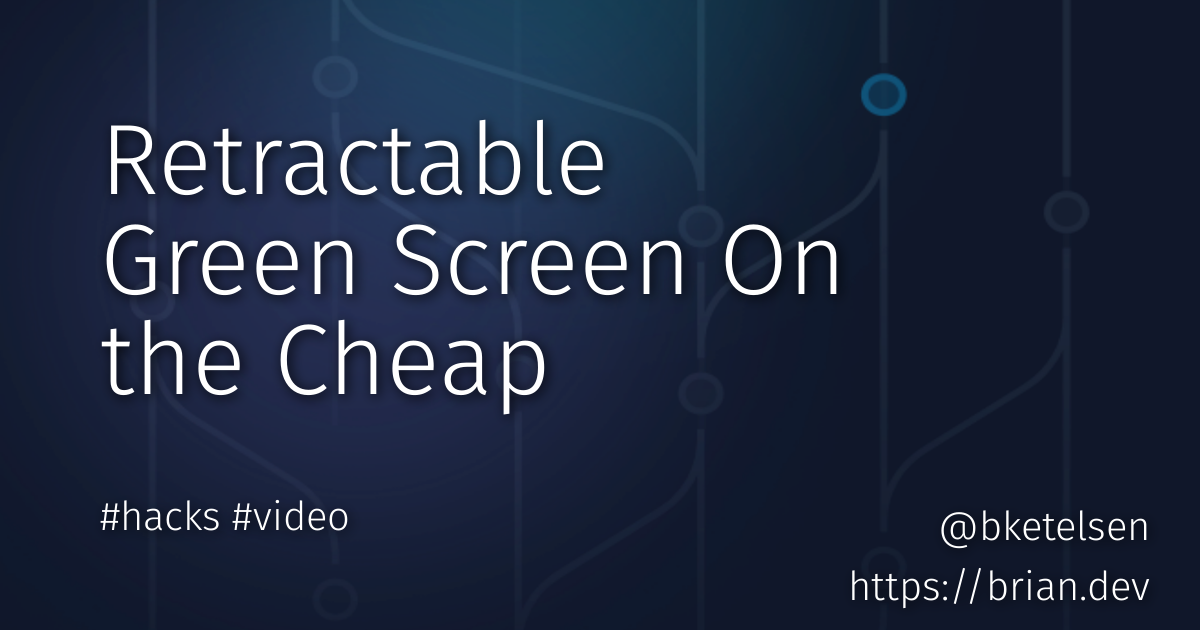 Retractable
Green Screen On
the Cheap
#hacks #video
@bketelsen
https://brian.dev